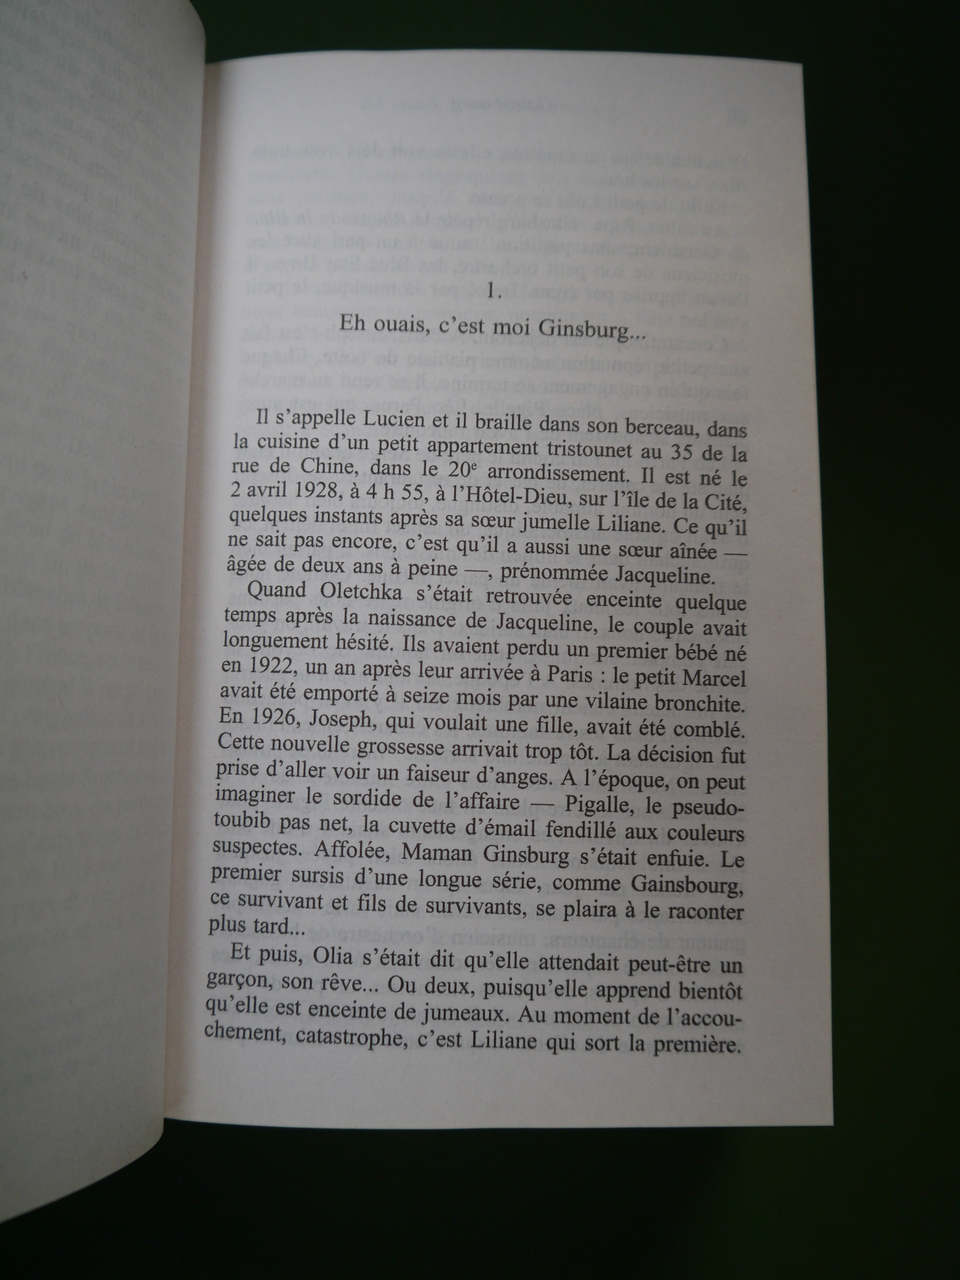 1.
Eh ouais, c'est moi Ginsburg...
Il s'appelle Lucien et il braille dans son berceau, dans
la cuisine d'un petit appartement tristounet au 35 de la
rue de Chine, dans le 20e arrondissement. Il est né le
2 avril 1928, à 4 h 55, à l'Hôtel-Dieu, sur l'île de la Cité,
quelques instants après sa sœur jumelle Liliane. Ce qu'il
ne sait pas encore, c'est qu'il a aussi une sœur aînée —
âgée de deux ans à peine —, prénommée Jacqueline.
Quand Oletchka s'était retrouvée enceinte quelque
temps après la naissance de Jacqueline, le couple avait
longuement hésité. Ils avaient perdu un premier bébé né
en 1922, un an après leur arrivée à Paris : le petit Marcel
avait été emporté à seize mois par une vilaine bronchite.
En 1926, Joseph, qui voulait une fille, avait été comblé.
Cette nouvelle grossesse arrivait trop tôt. La décision fut
prise d'aller voir un faiseur d'anges. A l'époque, on peut
imaginer le sordide de l'affaire — Pigalle, le pseudo-
toubib pas net, la cuvette d'émail fendillé aux couleurs
suspectes. Affolée, Maman Ginsburg s'était enfuie. Le
premier sursis d'une longue série, comme Gainsbourg,
ce survivant et fils de survivants, se plaira à le raconter
plus tard...
Et puis, Olia s'était dit qu'elle attendait peut-être un
garçon, son rêve... Ou deux, puisqu'elle apprend bientôt
qu'elle est enceinte de jumeaux. Au moment de l'accou-
chement, catastrophe, c'est Liliane qui sort la première.